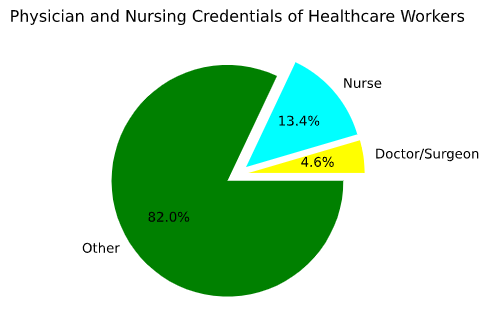 Physician and Nursing Credentials of Healthcare Workers
Nurse
13.4%
Doctor/Surgeon
4.6%
82.0%
Other